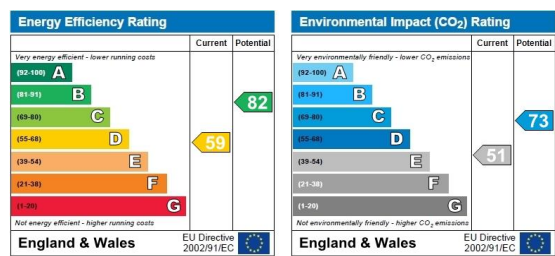 Energy Efficiency Rating
Current Potential
Very energy efficient - lower running costs
(92-100) A
(81-91) B
82
(69-80) C
(55-68) D
59
(39-54) E
(21-38) F
(1-20) G
Not energy efficient - higher running costs
England & Wales
EU Directive
2002/91/EC
Environmental Impact (CO2) Rating
Current Potential
Very environmentally friendly - lower CO2 emissions
(92-100) A
(81-91) B
(69-80) C
73
(55-68) D
(39-54) E
51
(21-38) F
(1-20) G
Not environmentally friendly - higher CO2 emissions
England & Wales
EU Directive
2002/91/EC